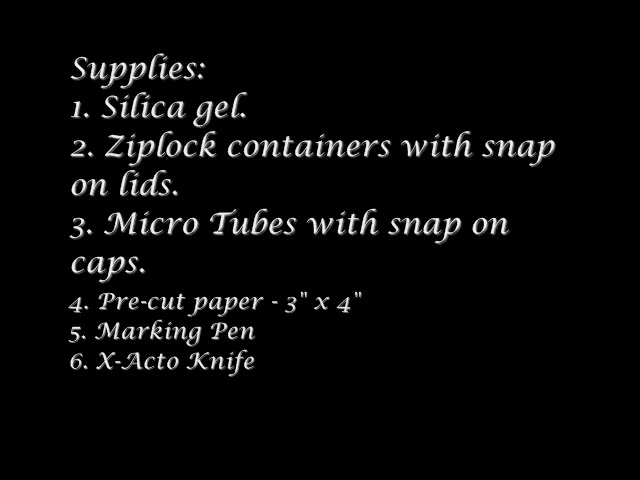 Supplies:
1. Silica gel.
2. Ziplock containers with snap
on lids.
3. Micro Tubes with snap on
caps.
4. Pre-cut paper - 3" x 4"
5. Marking Pen
6. X-Acto Knife